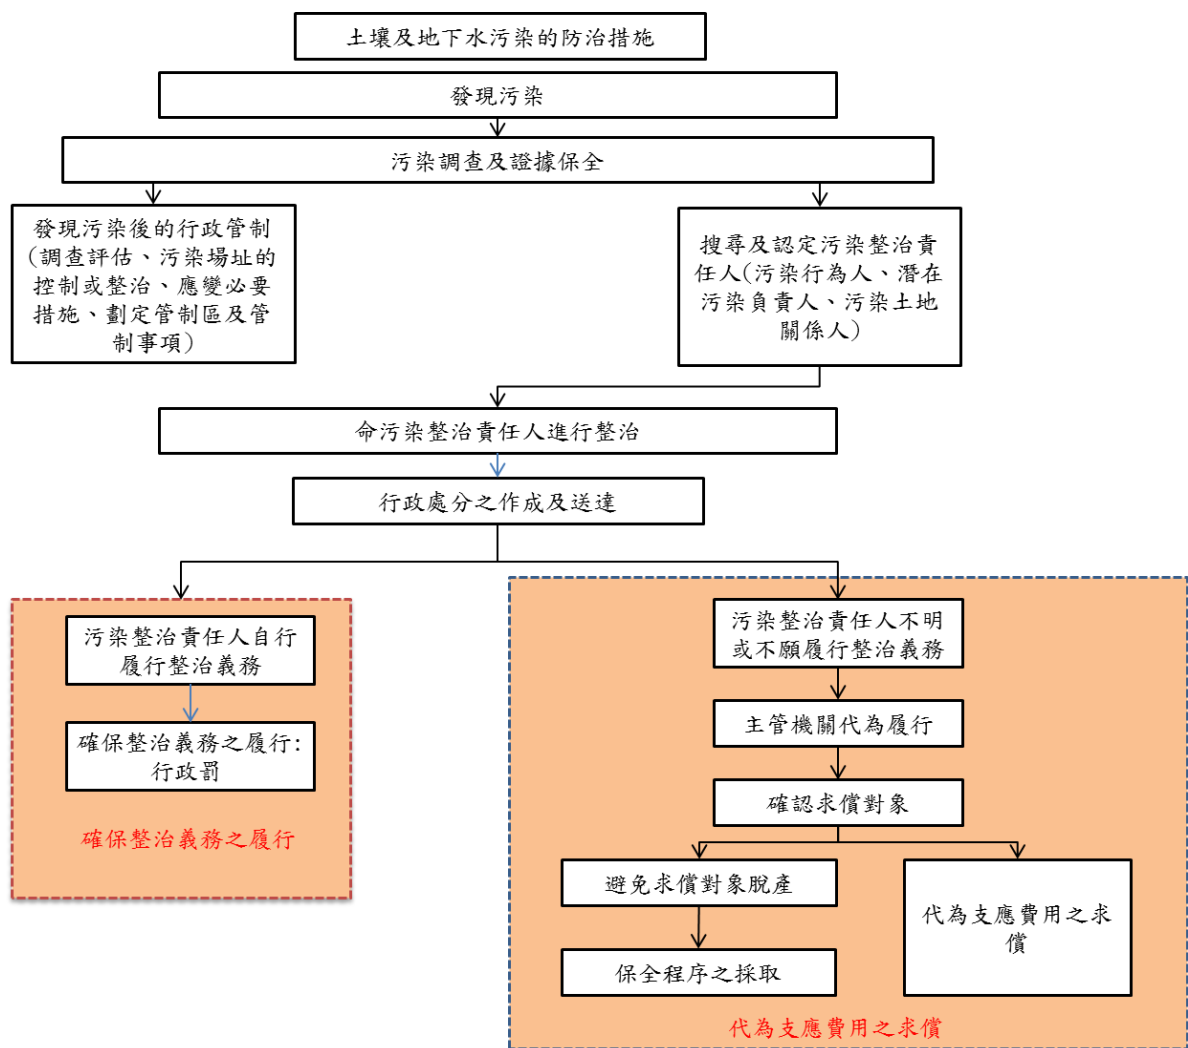 土壤及地下水污染的防治措施
發現污染
污染調查及證據保全
發現污染後的行政管制
(調查評估、污染場址的
控制或整治、應變必要
措施、劃定管制區及管
制事項)
搜尋及認定污染整治責
任人(污染行為人、潛在
污染負責人、污染土地
關係人)
命污染整治責任人進行整治
行政處分之作成及送達
污染整治責任人自行
履行整治義務
確保整治義務之履行:
行政罰
確保整治義務之履行
污染整治責任人不明
或不願履行整治義務
主管機關代為履行
確認求償對象
避免求償對象脫產
保全程序之採取
代為支應費用之求
償
代為支應費用之求償